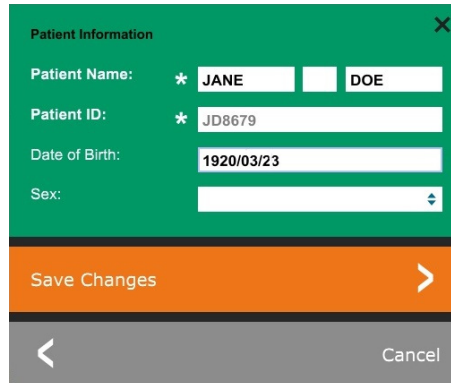 Patient Information
Patient Name: * JANE DOE
Patient ID: * JD8679
Date of Birth: 1920/03/23
Sex:
Save Changes
Cancel